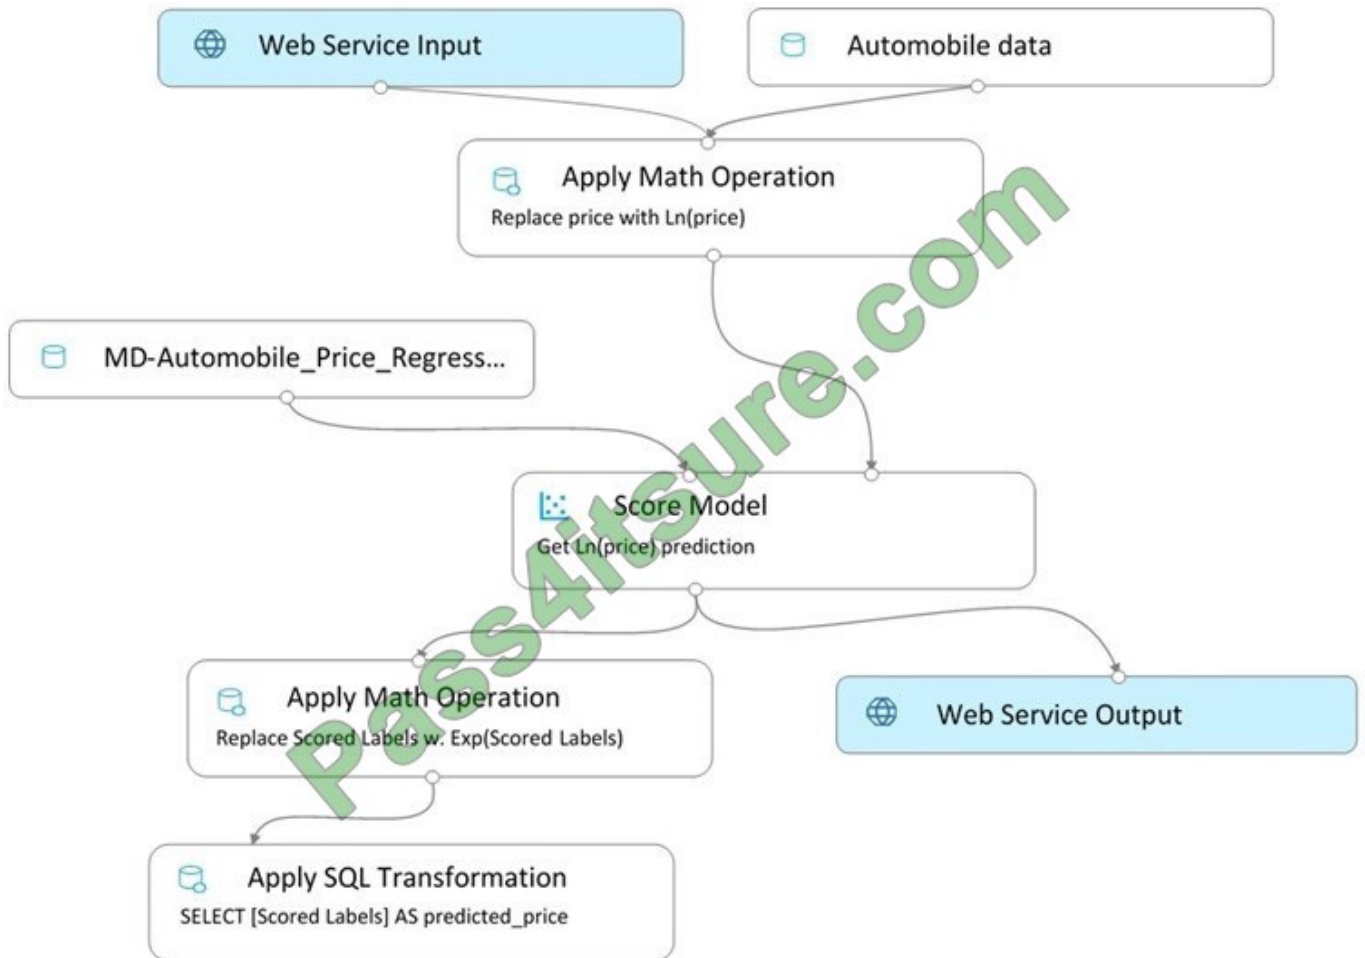 Web Service Input
Automobile data
Apply Math Operation
Replace price with Ln(price)
MD-Automobile_Price_Regress...
Score Model
Get Ln(price) prediction
Apply Math Operation
Replace Scored Labels w. Exp(Scored Labels)
Web Service Output
Apply SQL Transformation
SELECT [Scored Labels] AS predicted_price
Pass4itsure.com